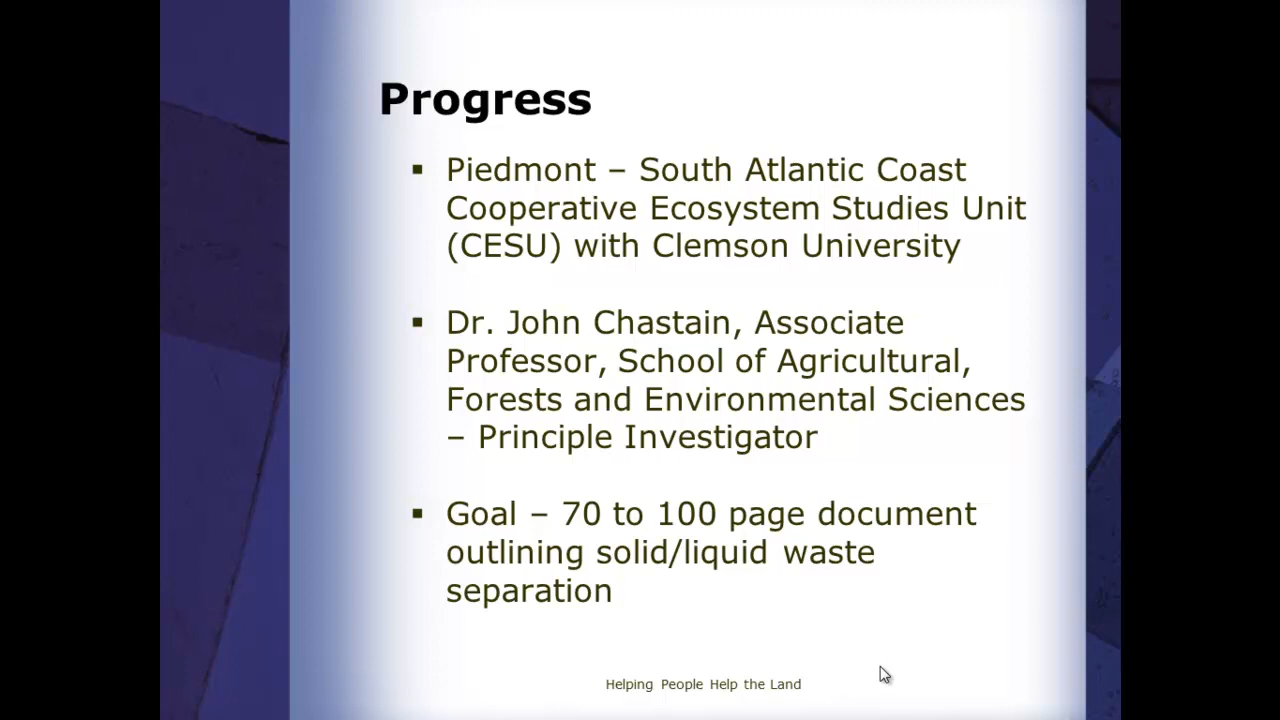 Progress
▪ Piedmont – South Atlantic Coast
Cooperative Ecosystem Studies Unit
(CESU) with Clemson University
▪ Dr. John Chastain, Associate
Professor, School of Agricultural,
Forests and Environmental Sciences
– Principle Investigator
▪ Goal – 70 to 100 page document
outlining solid/liquid waste
separation
Helping People Help the Land